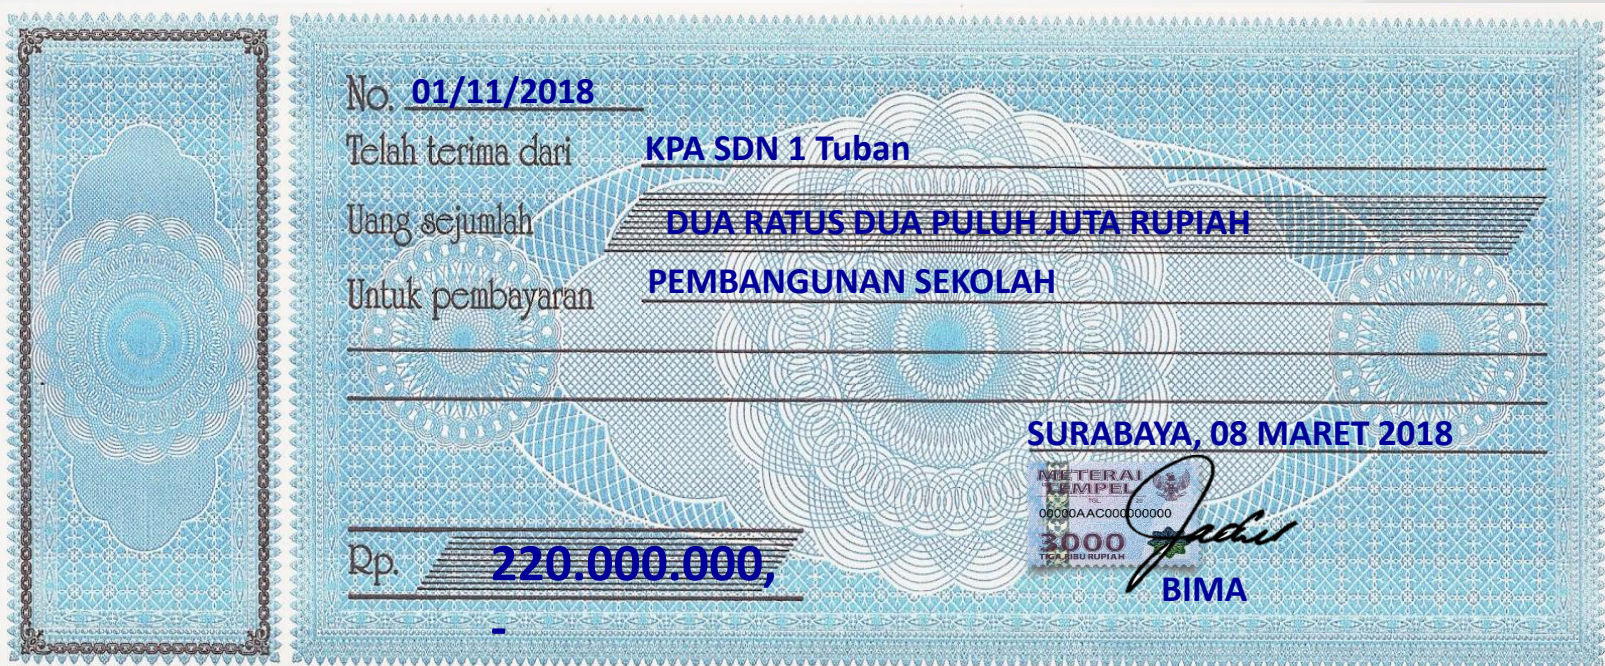 No. 01/11/2018
Telah terima dari KPA SDN 1 Tuban
Uang sejumlah DUA RATUS DUA PULUH JUTA RUPIAH
Untuk pembayaran PEMBANGUNAN SEKOLAH
SURABAYA, 08 MARET 2018
METERAI
TEMPEL
00000AAC000000000
3000
TIGA RIBU RUPIAH
Rp. 220.000.000,
-
BIMA